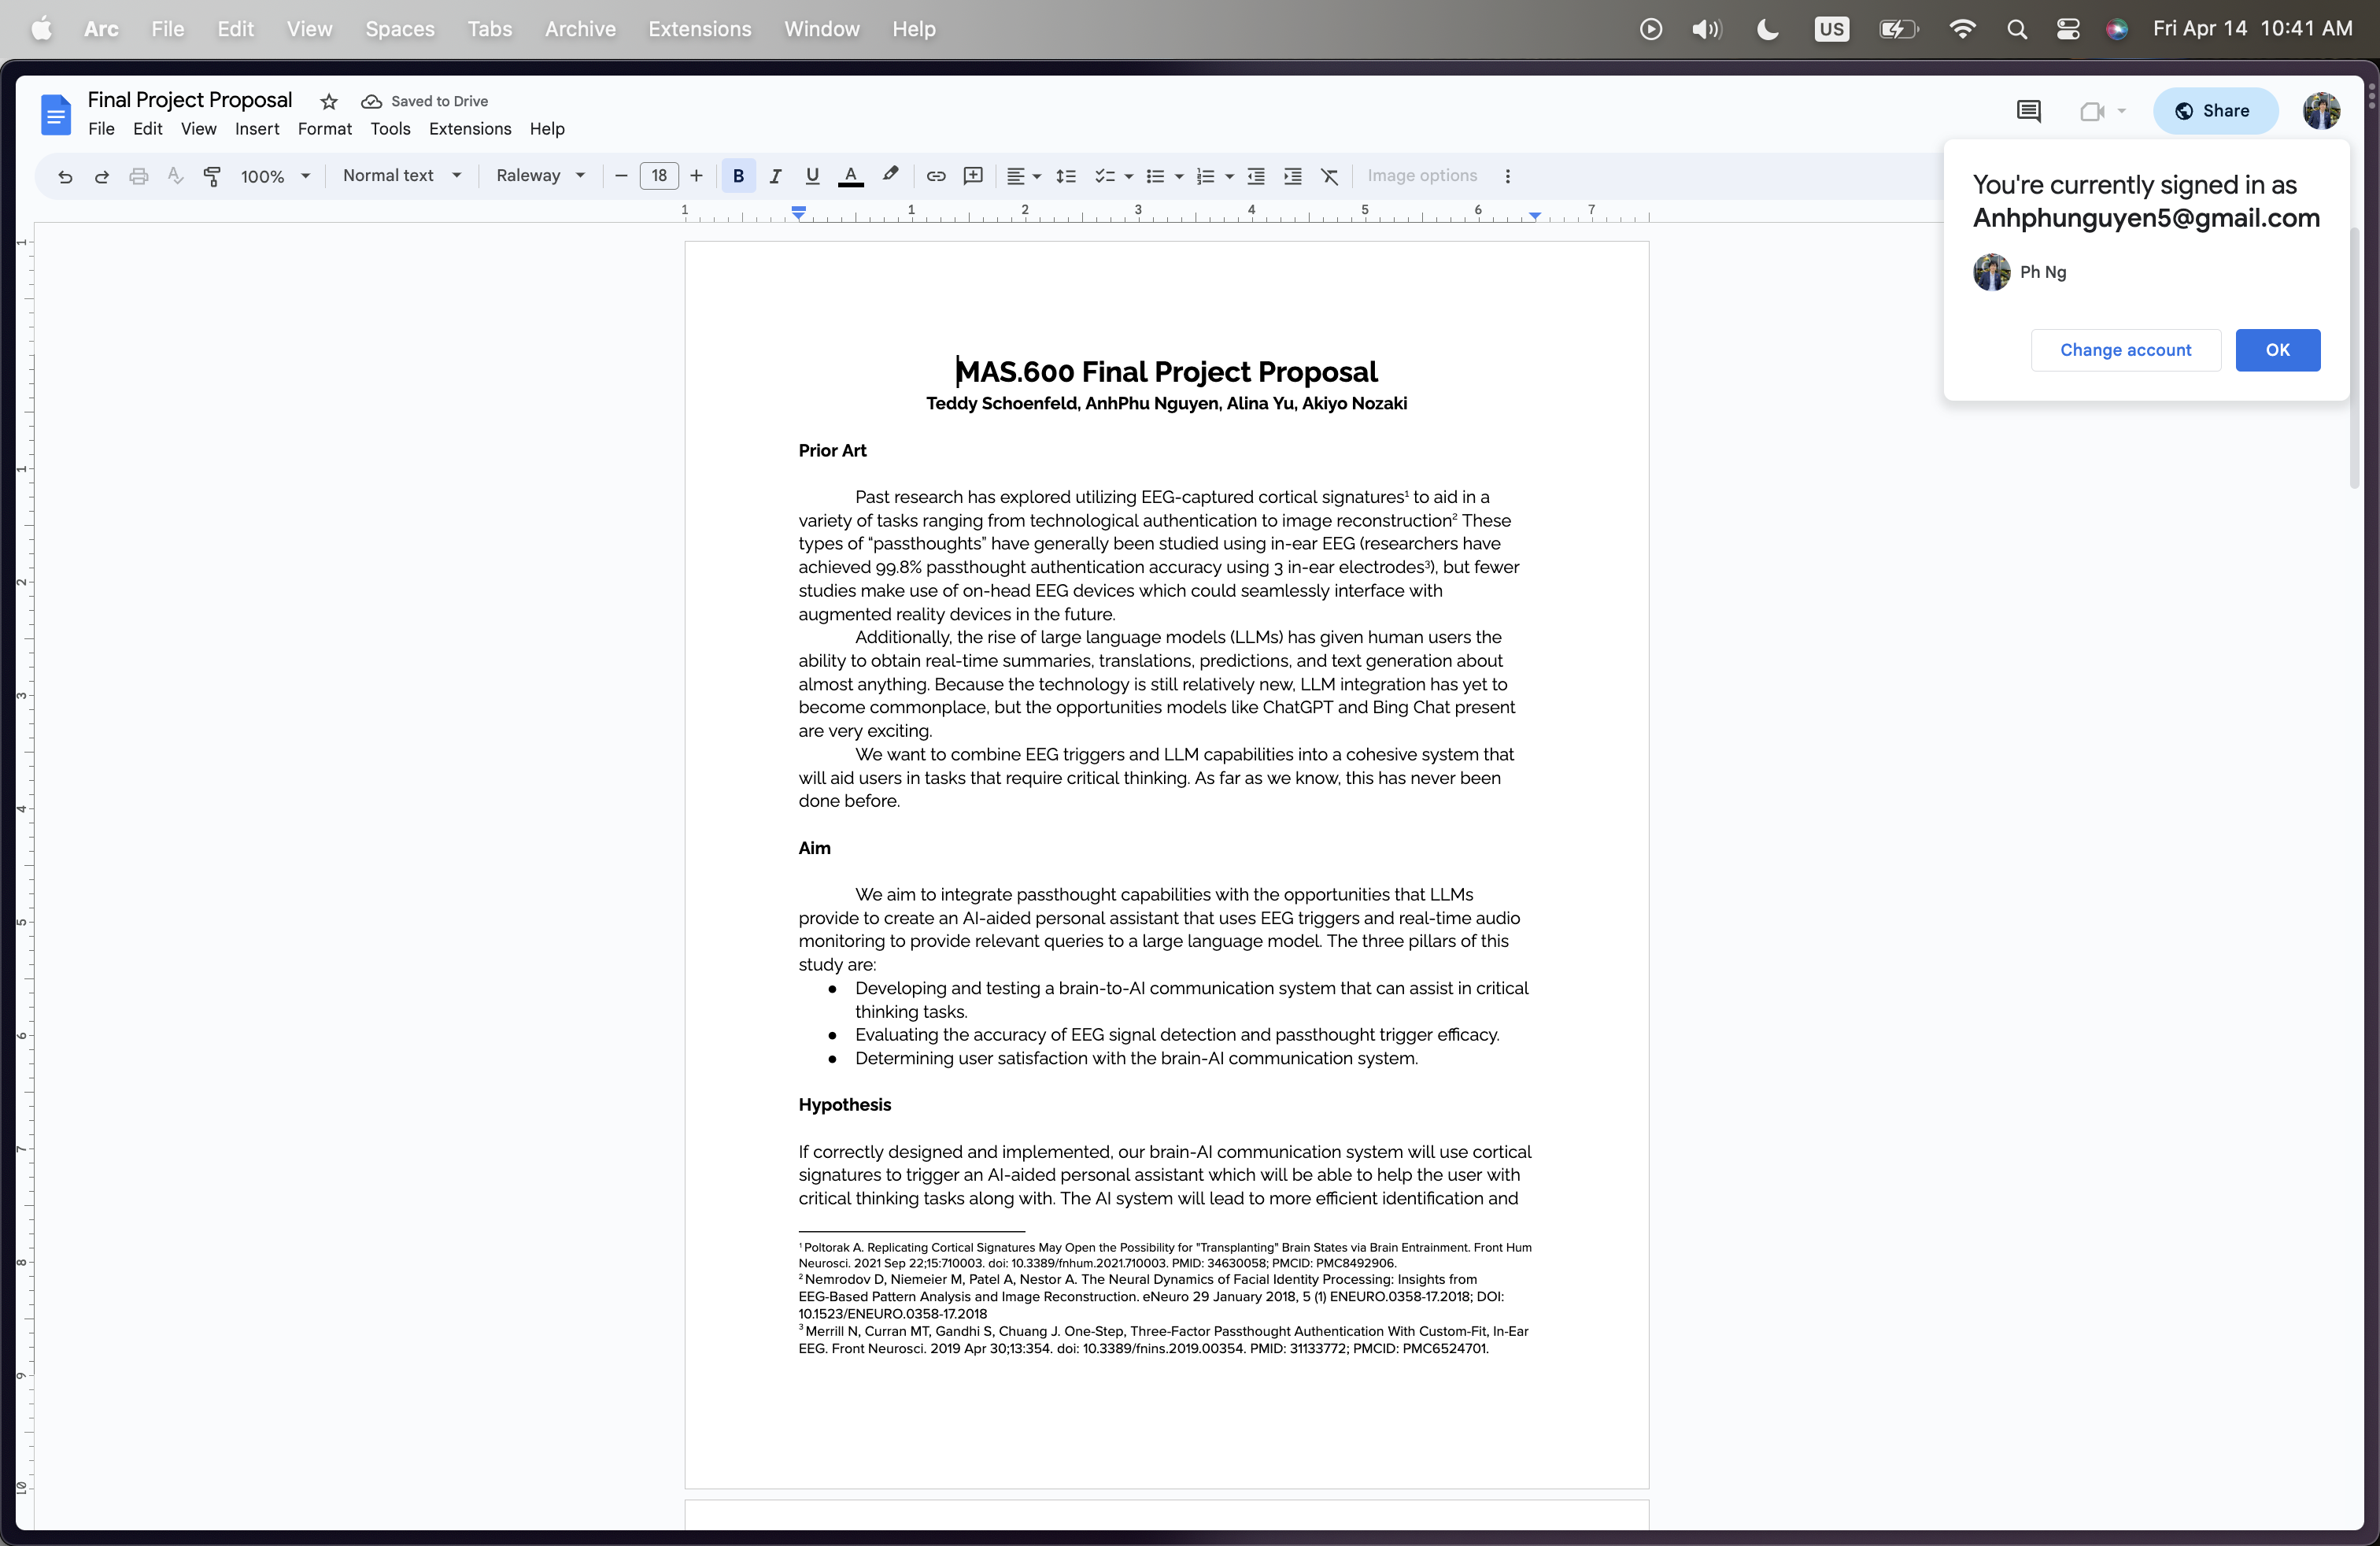 Arc File Edit View Spaces Tabs Archive Extensions Window Help US Fri Apr 14 10:41 AM
Final Project Proposal Saved to Drive
File Edit View Insert Format Tools Extensions Help
Share
100% Normal text Raleway − 18 + B I U A Image options
You're currently signed in as
Anhphunguyen5@gmail.com
Ph Ng
Change account OK
1 1 2 3 4 5 6 7
1
1
2
3
4
5
6
7
8
9
10
MAS.600 Final Project Proposal
Teddy Schoenfeld, AnhPhu Nguyen, Alina Yu, Akiyo Nozaki
Prior Art
Past research has explored utilizing EEG-captured cortical signatures¹ to aid in a
variety of tasks ranging from technological authentication to image reconstruction² These
types of “passthoughts” have generally been studied using in-ear EEG (researchers have
achieved 99.8% passthought authentication accuracy using 3 in-ear electrodes³), but fewer
studies make use of on-head EEG devices which could seamlessly interface with
augmented reality devices in the future.
Additionally, the rise of large language models (LLMs) has given human users the
ability to obtain real-time summaries, translations, predictions, and text generation about
almost anything. Because the technology is still relatively new, LLM integration has yet to
become commonplace, but the opportunities models like ChatGPT and Bing Chat present
are very exciting.
We want to combine EEG triggers and LLM capabilities into a cohesive system that
will aid users in tasks that require critical thinking. As far as we know, this has never been
done before.
Aim
We aim to integrate passthought capabilities with the opportunities that LLMs
provide to create an AI-aided personal assistant that uses EEG triggers and real-time audio
monitoring to provide relevant queries to a large language model. The three pillars of this
study are:
● Developing and testing a brain-to-AI communication system that can assist in critical
thinking tasks.
● Evaluating the accuracy of EEG signal detection and passthought trigger efficacy.
● Determining user satisfaction with the brain-AI communication system.
Hypothesis
If correctly designed and implemented, our brain-AI communication system will use cortical
signatures to trigger an AI-aided personal assistant which will be able to help the user with
critical thinking tasks along with. The AI system will lead to more efficient identification and
¹ Poltorak A. Replicating Cortical Signatures May Open the Possibility for "Transplanting" Brain States via Brain Entrainment. Front Hum
Neurosci. 2021 Sep 22;15:710003. doi: 10.3389/fnhum.2021.710003. PMID: 34630058; PMCID: PMC8492906.
² Nemrodov D, Niemeier M, Patel A, Nestor A. The Neural Dynamics of Facial Identity Processing: Insights from
EEG-Based Pattern Analysis and Image Reconstruction. eNeuro 29 January 2018, 5 (1) ENEURO.0358-17.2018; DOI:
10.1523/ENEURO.0358-17.2018
³ Merrill N, Curran MT, Gandhi S, Chuang J. One-Step, Three-Factor Passthought Authentication With Custom-Fit, In-Ear
EEG. Front Neurosci. 2019 Apr 30;13:354. doi: 10.3389/fnins.2019.00354. PMID: 31133772; PMCID: PMC6524701.